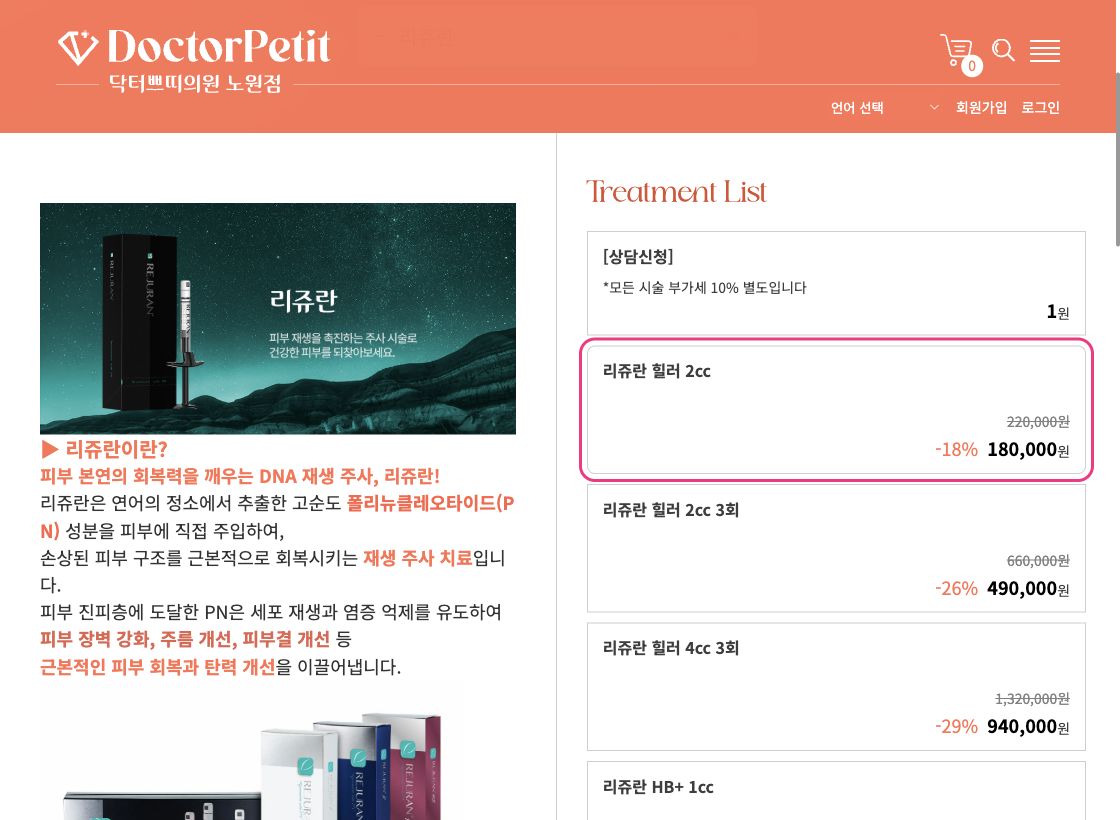 DoctorPetit
닥터쁘띠의원 노원점
0
언어 선택
회원가입
로그인
REJURAN
REJURAN
리쥬란
피부 재생을 촉진하는 주사 시술로
건강한 피부를 되찾아보세요.
▶ 리쥬란이란?
피부 본연의 회복력을 깨우는 DNA 재생 주사, 리쥬란!
리쥬란은 연어의 정소에서 추출한 고순도 폴리뉴클레오타이드(P
N) 성분을 피부에 직접 주입하여,
손상된 피부 구조를 근본적으로 회복시키는 재생 주사 치료입니
다.
피부 진피층에 도달한 PN은 세포 재생과 염증 억제를 유도하여
피부 장벽 강화, 주름 개선, 피부결 개선 등
근본적인 피부 회복과 탄력 개선을 이끌어냅니다.
REJURAN
REJURAN
REJURAN
Treatment List
[상담신청]
*모든 시술 부가세 10% 별도입니다
1원
리쥬란 힐러 2cc
220,000원
-18% 180,000원
리쥬란 힐러 2cc 3회
660,000원
-26% 490,000원
리쥬란 힐러 4cc 3회
1,320,000원
-29% 940,000원
리쥬란 HB+ 1cc